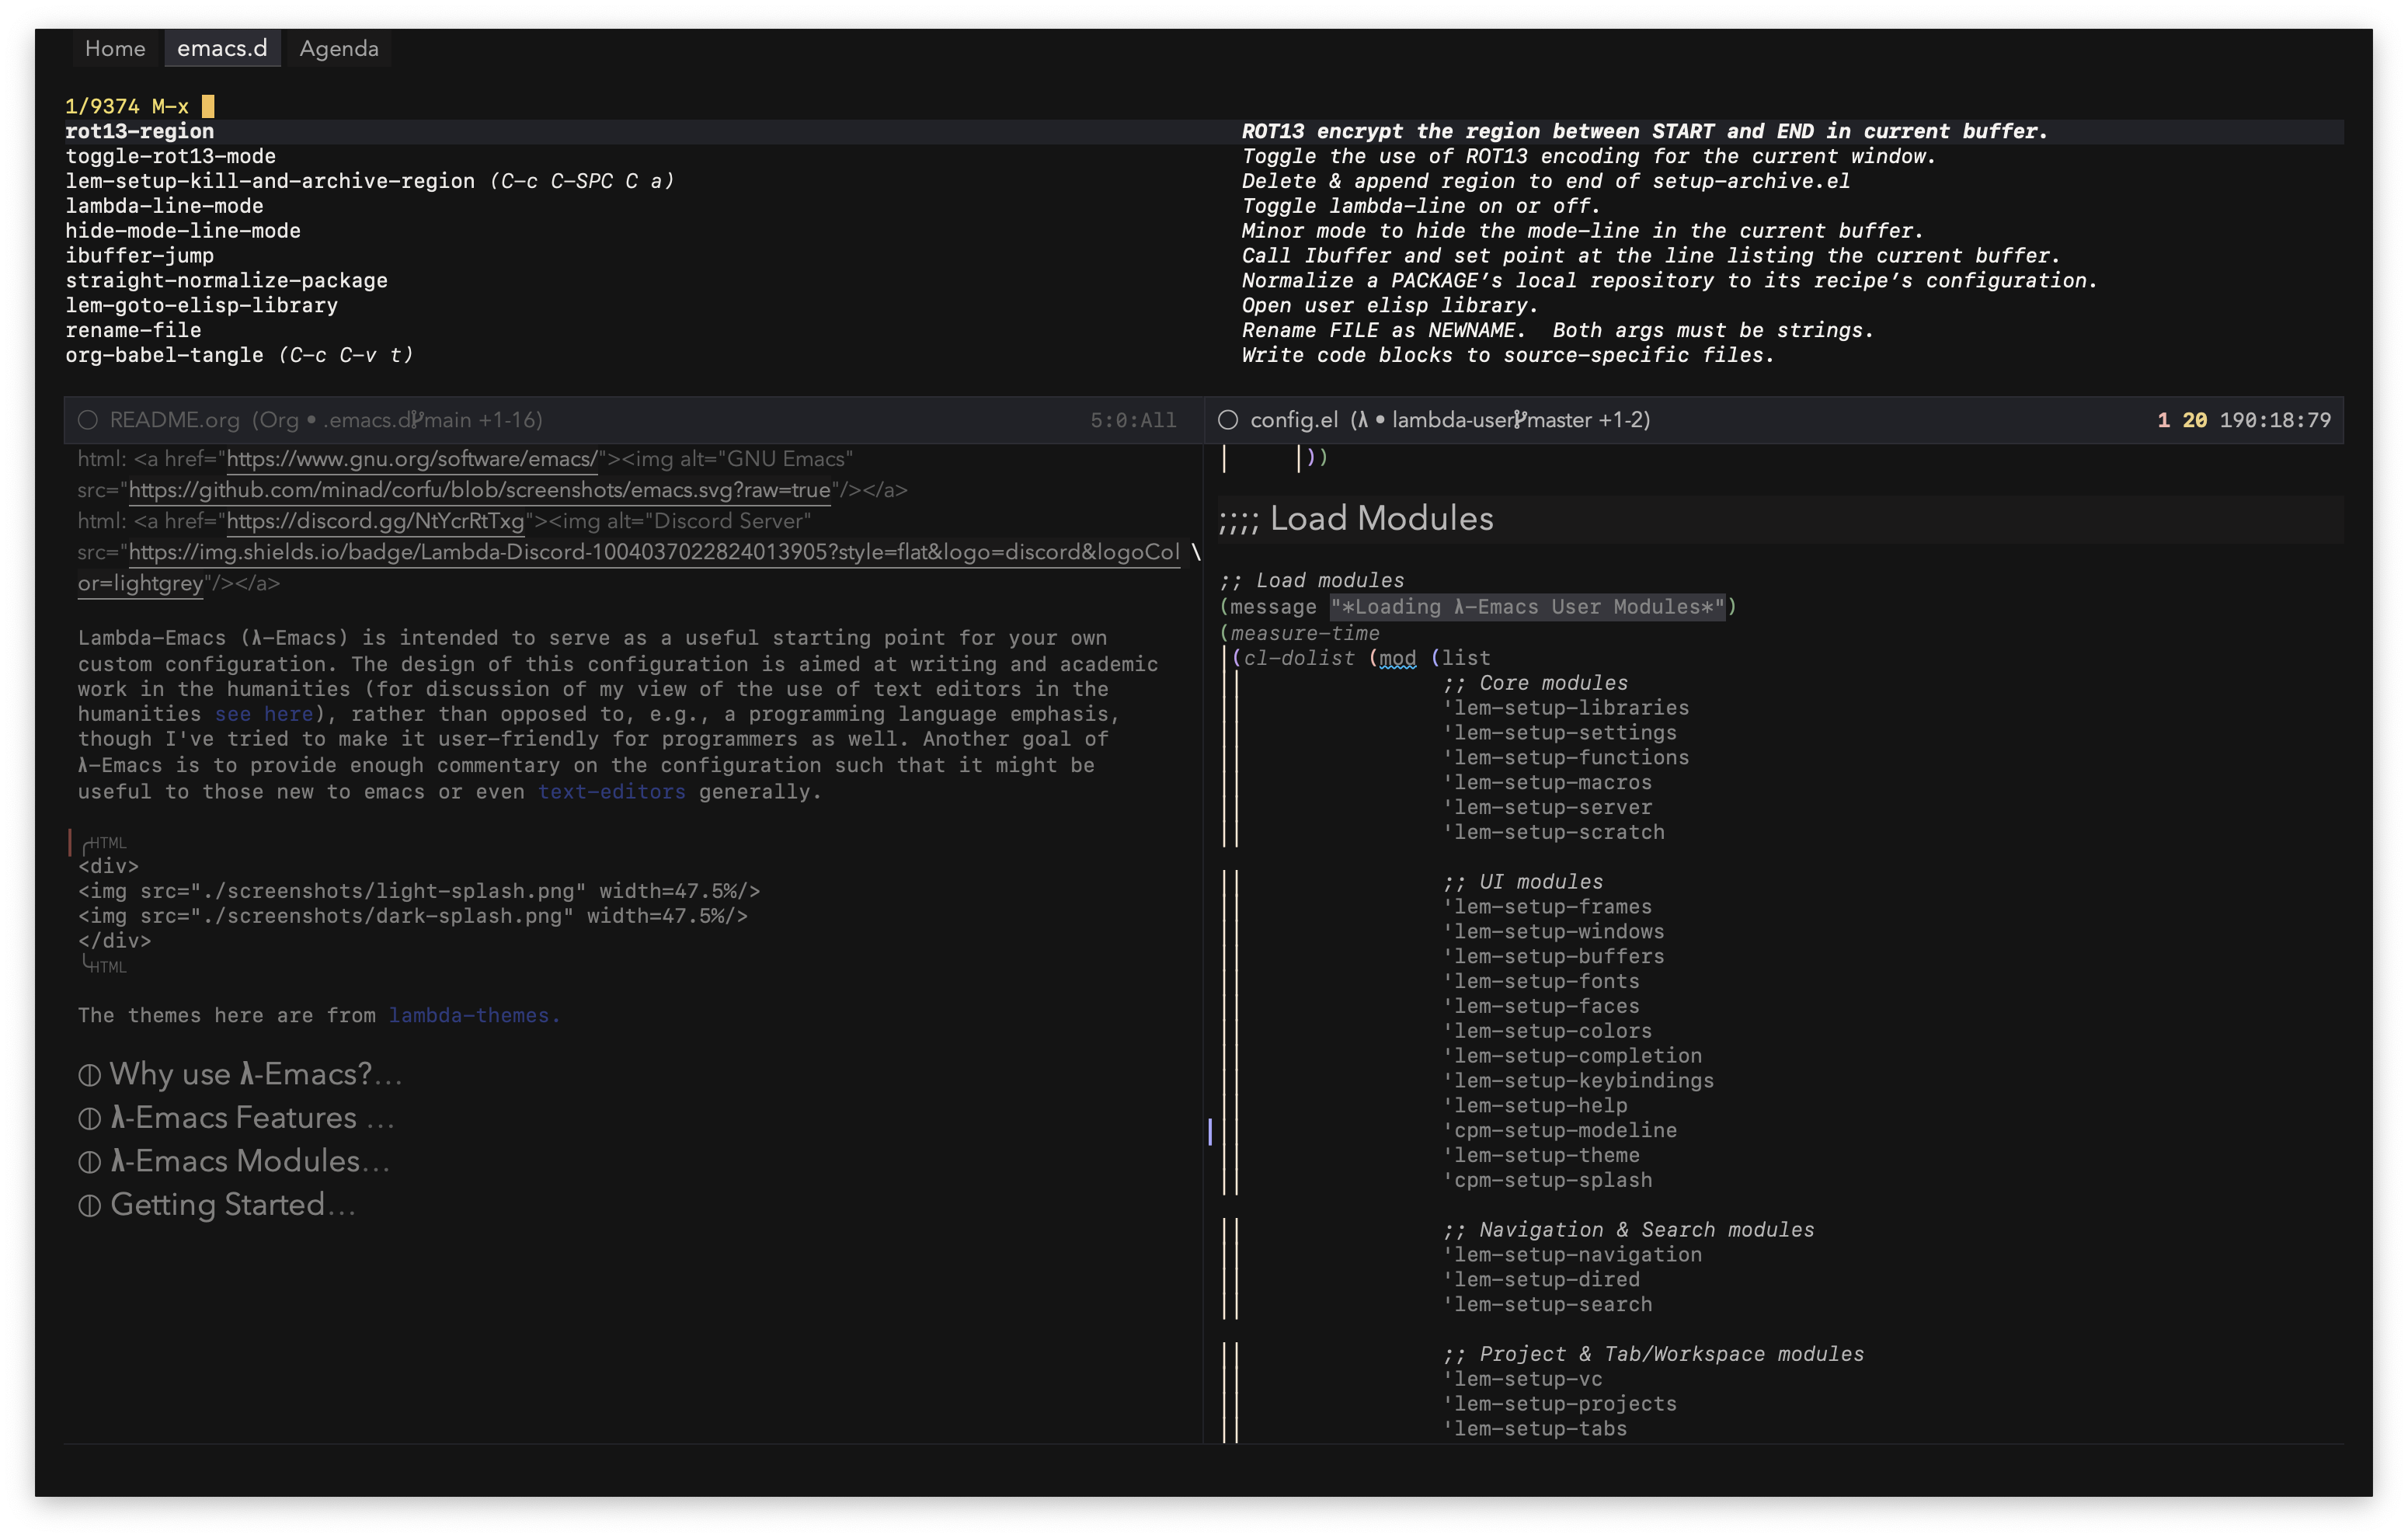 Home emacs.d Agenda
1/9374 M-x
rot13-region ROT13 encrypt the region between START and END in current buffer.
toggle-rot13-mode Toggle the use of ROT13 encoding for the current window.
lem-setup-kill-and-archive-region (C-c C-SPC C a) Delete & append region to end of setup-archive.el
lambda-line-mode Toggle lambda-line on or off.
hide-mode-line-mode Minor mode to hide the mode-line in the current buffer.
ibuffer-jump Call Ibuffer and set point at the line listing the current buffer.
straight-normalize-package Normalize a PACKAGE’s local repository to its recipe’s configuration.
lem-goto-elisp-library Open user elisp library.
rename-file Rename FILE as NEWNAME.  Both args must be strings.
org-babel-tangle (C-c C-v t) Write code blocks to source-specific files.
README.org (Org • .emacs.d main +1-16) 5:0:All
html: <a href="https://www.gnu.org/software/emacs/"><img alt="GNU Emacs"
src="https://github.com/minad/corfu/blob/screenshots/emacs.svg?raw=true"/></a>
html: <a href="https://discord.gg/NtYcrRtTxg"><img alt="Discord Server"
src="https://img.shields.io/badge/Lambda-Discord-1004037022824013905?style=flat&logo=discord&logoCol \
or=lightgrey"/></a>
Lambda-Emacs (λ-Emacs) is intended to serve as a useful starting point for your own
custom configuration. The design of this configuration is aimed at writing and academic
work in the humanities (for discussion of my view of the use of text editors in the
humanities see here), rather than opposed to, e.g., a programming language emphasis,
though I've tried to make it user-friendly for programmers as well. Another goal of
λ-Emacs is to provide enough commentary on the configuration such that it might be
useful to those new to emacs or even text-editors generally.
╭HTML
<div>
<img src="./screenshots/light-splash.png" width=47.5%/>
<img src="./screenshots/dark-splash.png" width=47.5%/>
</div>
╰HTML
The themes here are from lambda-themes.
Why use λ-Emacs?...
λ-Emacs Features ...
λ-Emacs Modules...
Getting Started...
config.el (λ • lambda-user master +1-2) 1 20 190:18:79
))
;;;; Load Modules
;; Load modules
(message "*Loading λ-Emacs User Modules*")
(measure-time
(cl-dolist (mod (list
;; Core modules
'lem-setup-libraries
'lem-setup-settings
'lem-setup-functions
'lem-setup-macros
'lem-setup-server
'lem-setup-scratch
;; UI modules
'lem-setup-frames
'lem-setup-windows
'lem-setup-buffers
'lem-setup-fonts
'lem-setup-faces
'lem-setup-colors
'lem-setup-completion
'lem-setup-keybindings
'lem-setup-help
'cpm-setup-modeline
'lem-setup-theme
'cpm-setup-splash
;; Navigation & Search modules
'lem-setup-navigation
'lem-setup-dired
'lem-setup-search
;; Project & Tab/Workspace modules
'lem-setup-vc
'lem-setup-projects
'lem-setup-tabs